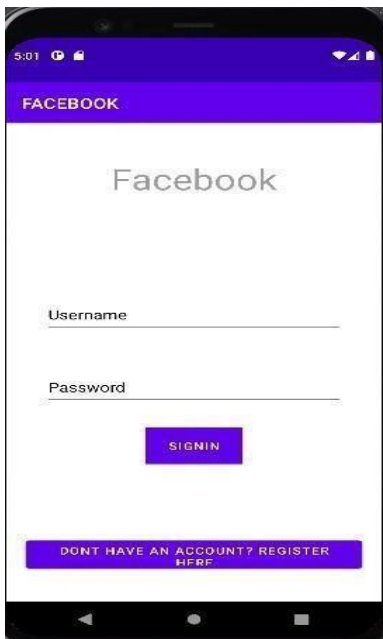 5:01
FACEBOOK
Facebook
Username
Password
SIGNIN
DONT HAVE AN ACCOUNT? REGISTER
HERE